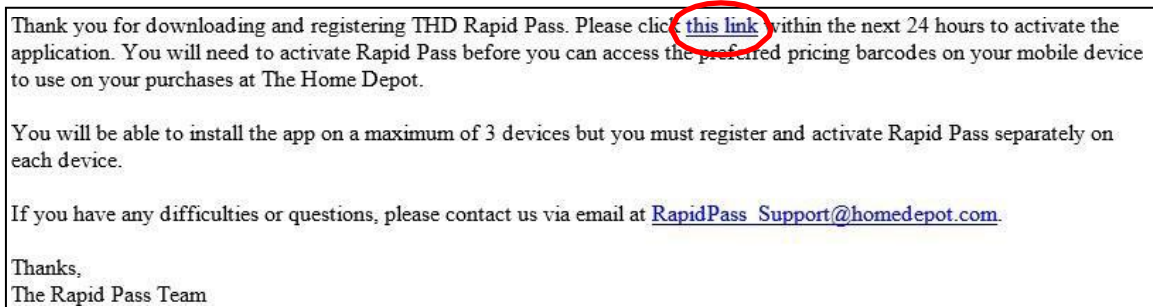 Thank you for downloading and registering THD Rapid Pass. Please click this link within the next 24 hours to activate the
application. You will need to activate Rapid Pass before you can access the preferred pricing barcodes on your mobile device
to use on your purchases at The Home Depot.
You will be able to install the app on a maximum of 3 devices but you must register and activate Rapid Pass separately on
each device.
If you have any difficulties or questions, please contact us via email at RapidPass_Support@homedepot.com.
Thanks,
The Rapid Pass Team